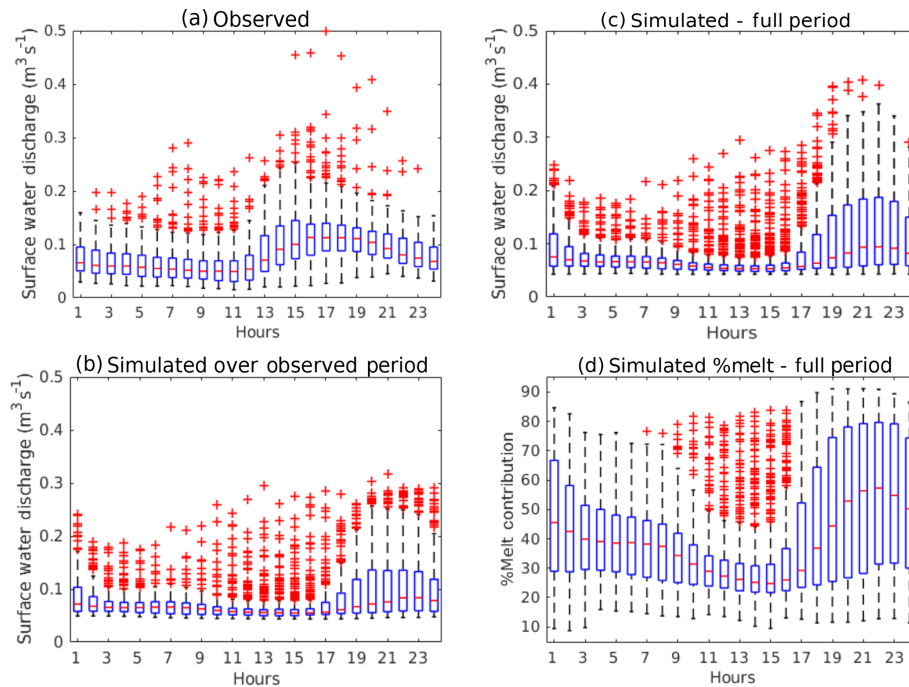 (a) Observed
Surface water discharge (m³ s⁻¹)
0.5
0.4
0.3
0.2
0.1
0
1 3 5 7 9 11 13 15 17 19 21 23
Hours
(c) Simulated - full period
Surface water discharge (m³ s⁻¹)
0.5
0.4
0.3
0.2
0.1
0
1 3 5 7 9 11 13 15 17 19 21 23
Hours
(b) Simulated over observed period
Surface water discharge (m³ s⁻¹)
0.5
0.4
0.3
0.2
0.1
0
1 3 5 7 9 11 13 15 17 19 21 23
Hours
(d) Simulated %melt - full period
%Melt contribution
90
80
70
60
50
40
30
20
10
1 3 5 7 9 11 13 15 17 19 21 23
Hours